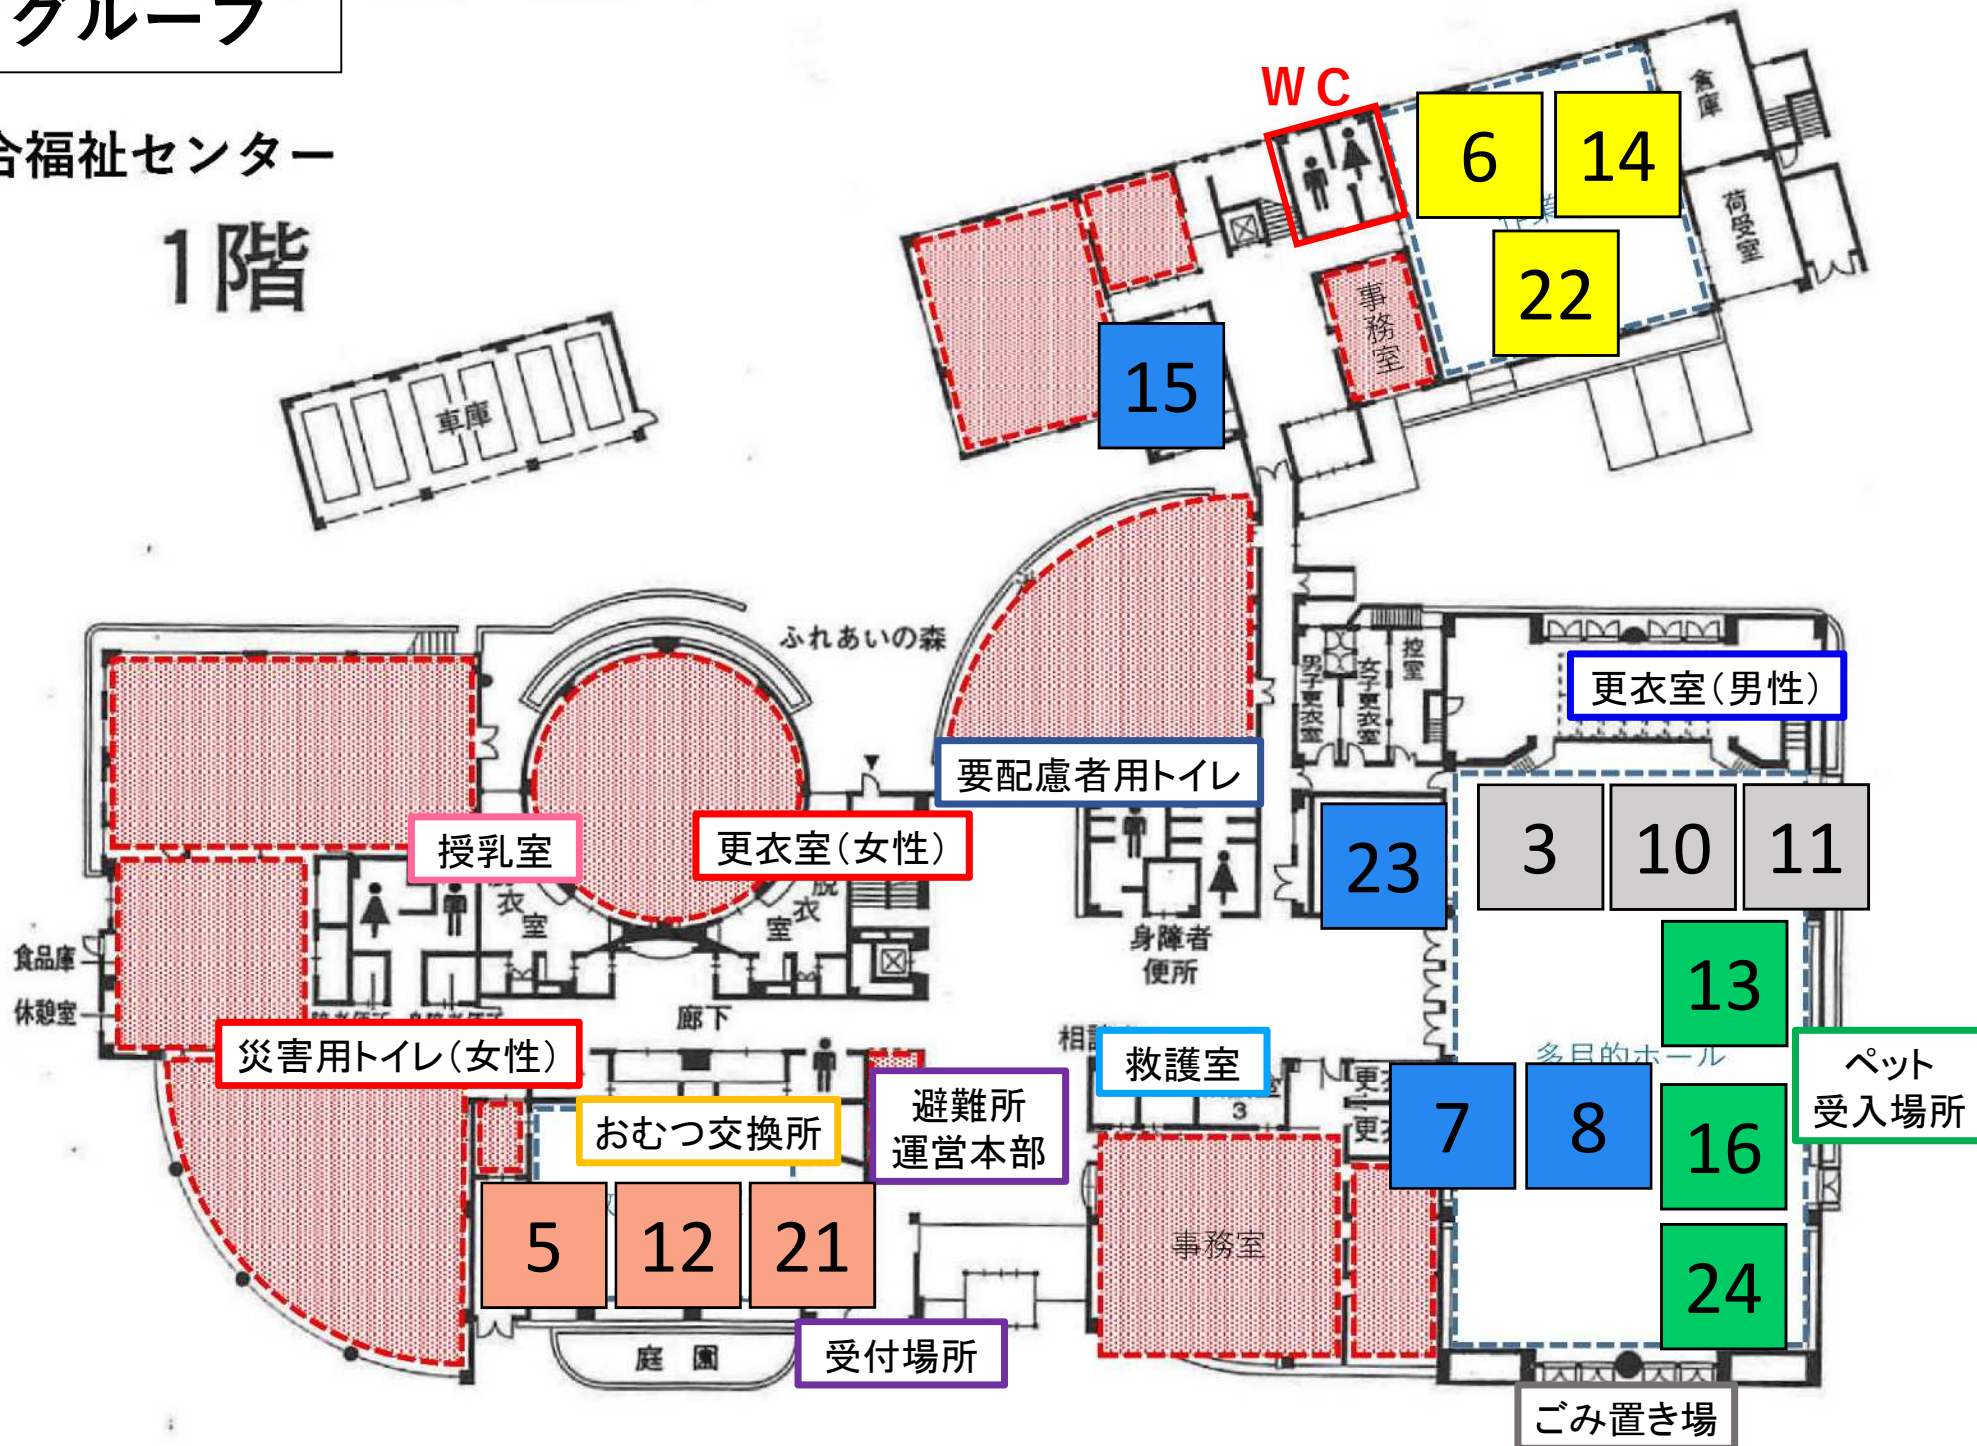 グループ
合福祉センター
1階
WC
6
14
倉庫
22
荷受室
事務室
15
車庫
ふれあいの森
男子更衣室
女子更衣室
控室
更衣室(男性)
要配慮者用トイレ
授乳室
更衣室(女性)
23
3
10
11
衣室
脱衣室
身障者
便所
13
食品庫
休憩室
廊下
災害用トイレ(女性)
救護室
多目的ホール
ペット
受入場所
おむつ交換所
避難所
運営本部
3
更
更
7
8
16
5
12
21
事務室
24
庭園
受付場所
ごみ置き場